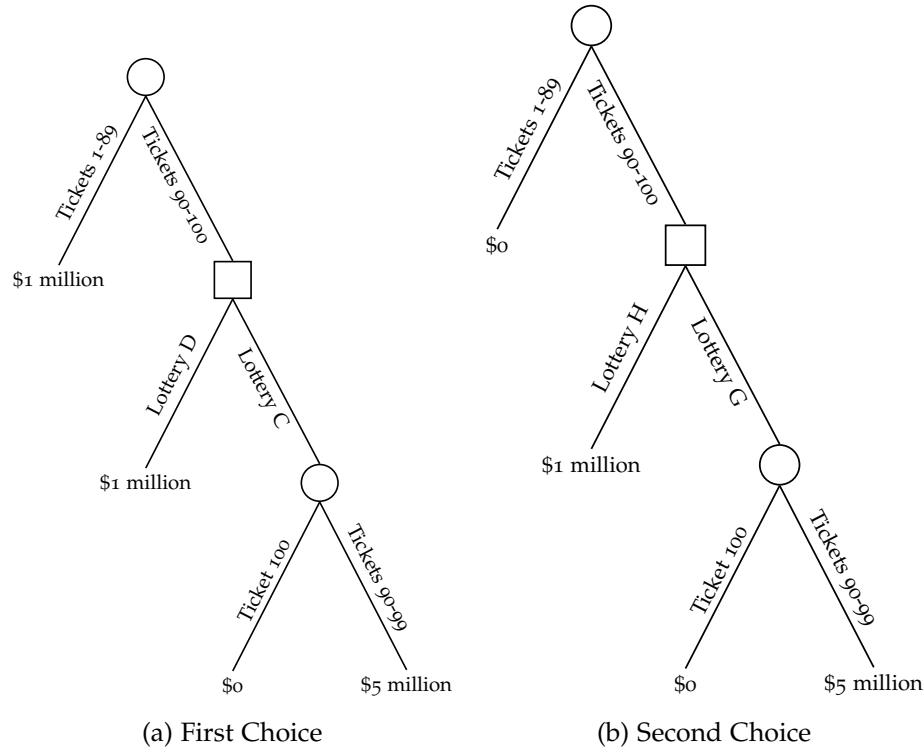 Tickets 1-89
Tickets 90-100
$1 million
Lottery D
Lottery C
$1 million
Ticket 100
Tickets 90-99
$0
$5 million
(a) First Choice
Tickets 1-89
Tickets 90-100
$0
Lottery H
Lottery G
$1 million
Ticket 100
Tickets 90-99
$0
$5 million
(b) Second Choice